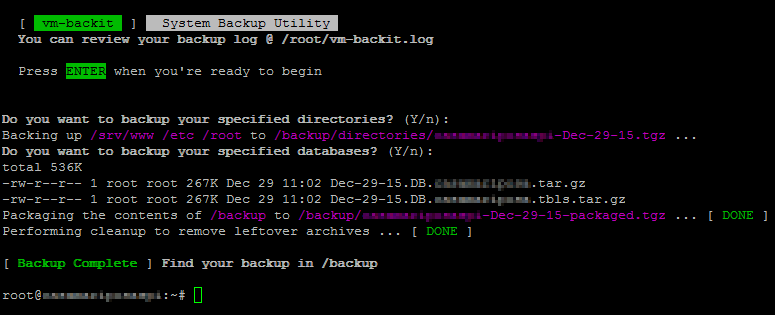 [ vm-backit ] System Backup Utility
You can review your backup log @ /root/vm-backit.log
Press ENTER when you're ready to begin
Do you want to backup your specified directories? (Y/n):
Backing up /srv/www /etc /root to /backup/directories/ -Dec-29-15.tgz ...
Do you want to backup your specified databases? (Y/n):
total 536K
-rw-r--r-- 1 root root 267K Dec 29 11:02 Dec-29-15.DB. .tar.gz
-rw-r--r-- 1 root root 267K Dec 29 11:02 Dec-29-15.DB. .tbls.tar.gz
Packaging the contents of /backup to /backup/ -Dec-29-15-packaged.tgz ... [ DONE ]
Performing cleanup to remove leftover archives ... [ DONE ]
[ Backup Complete ] Find your backup in /backup
root@ :~#